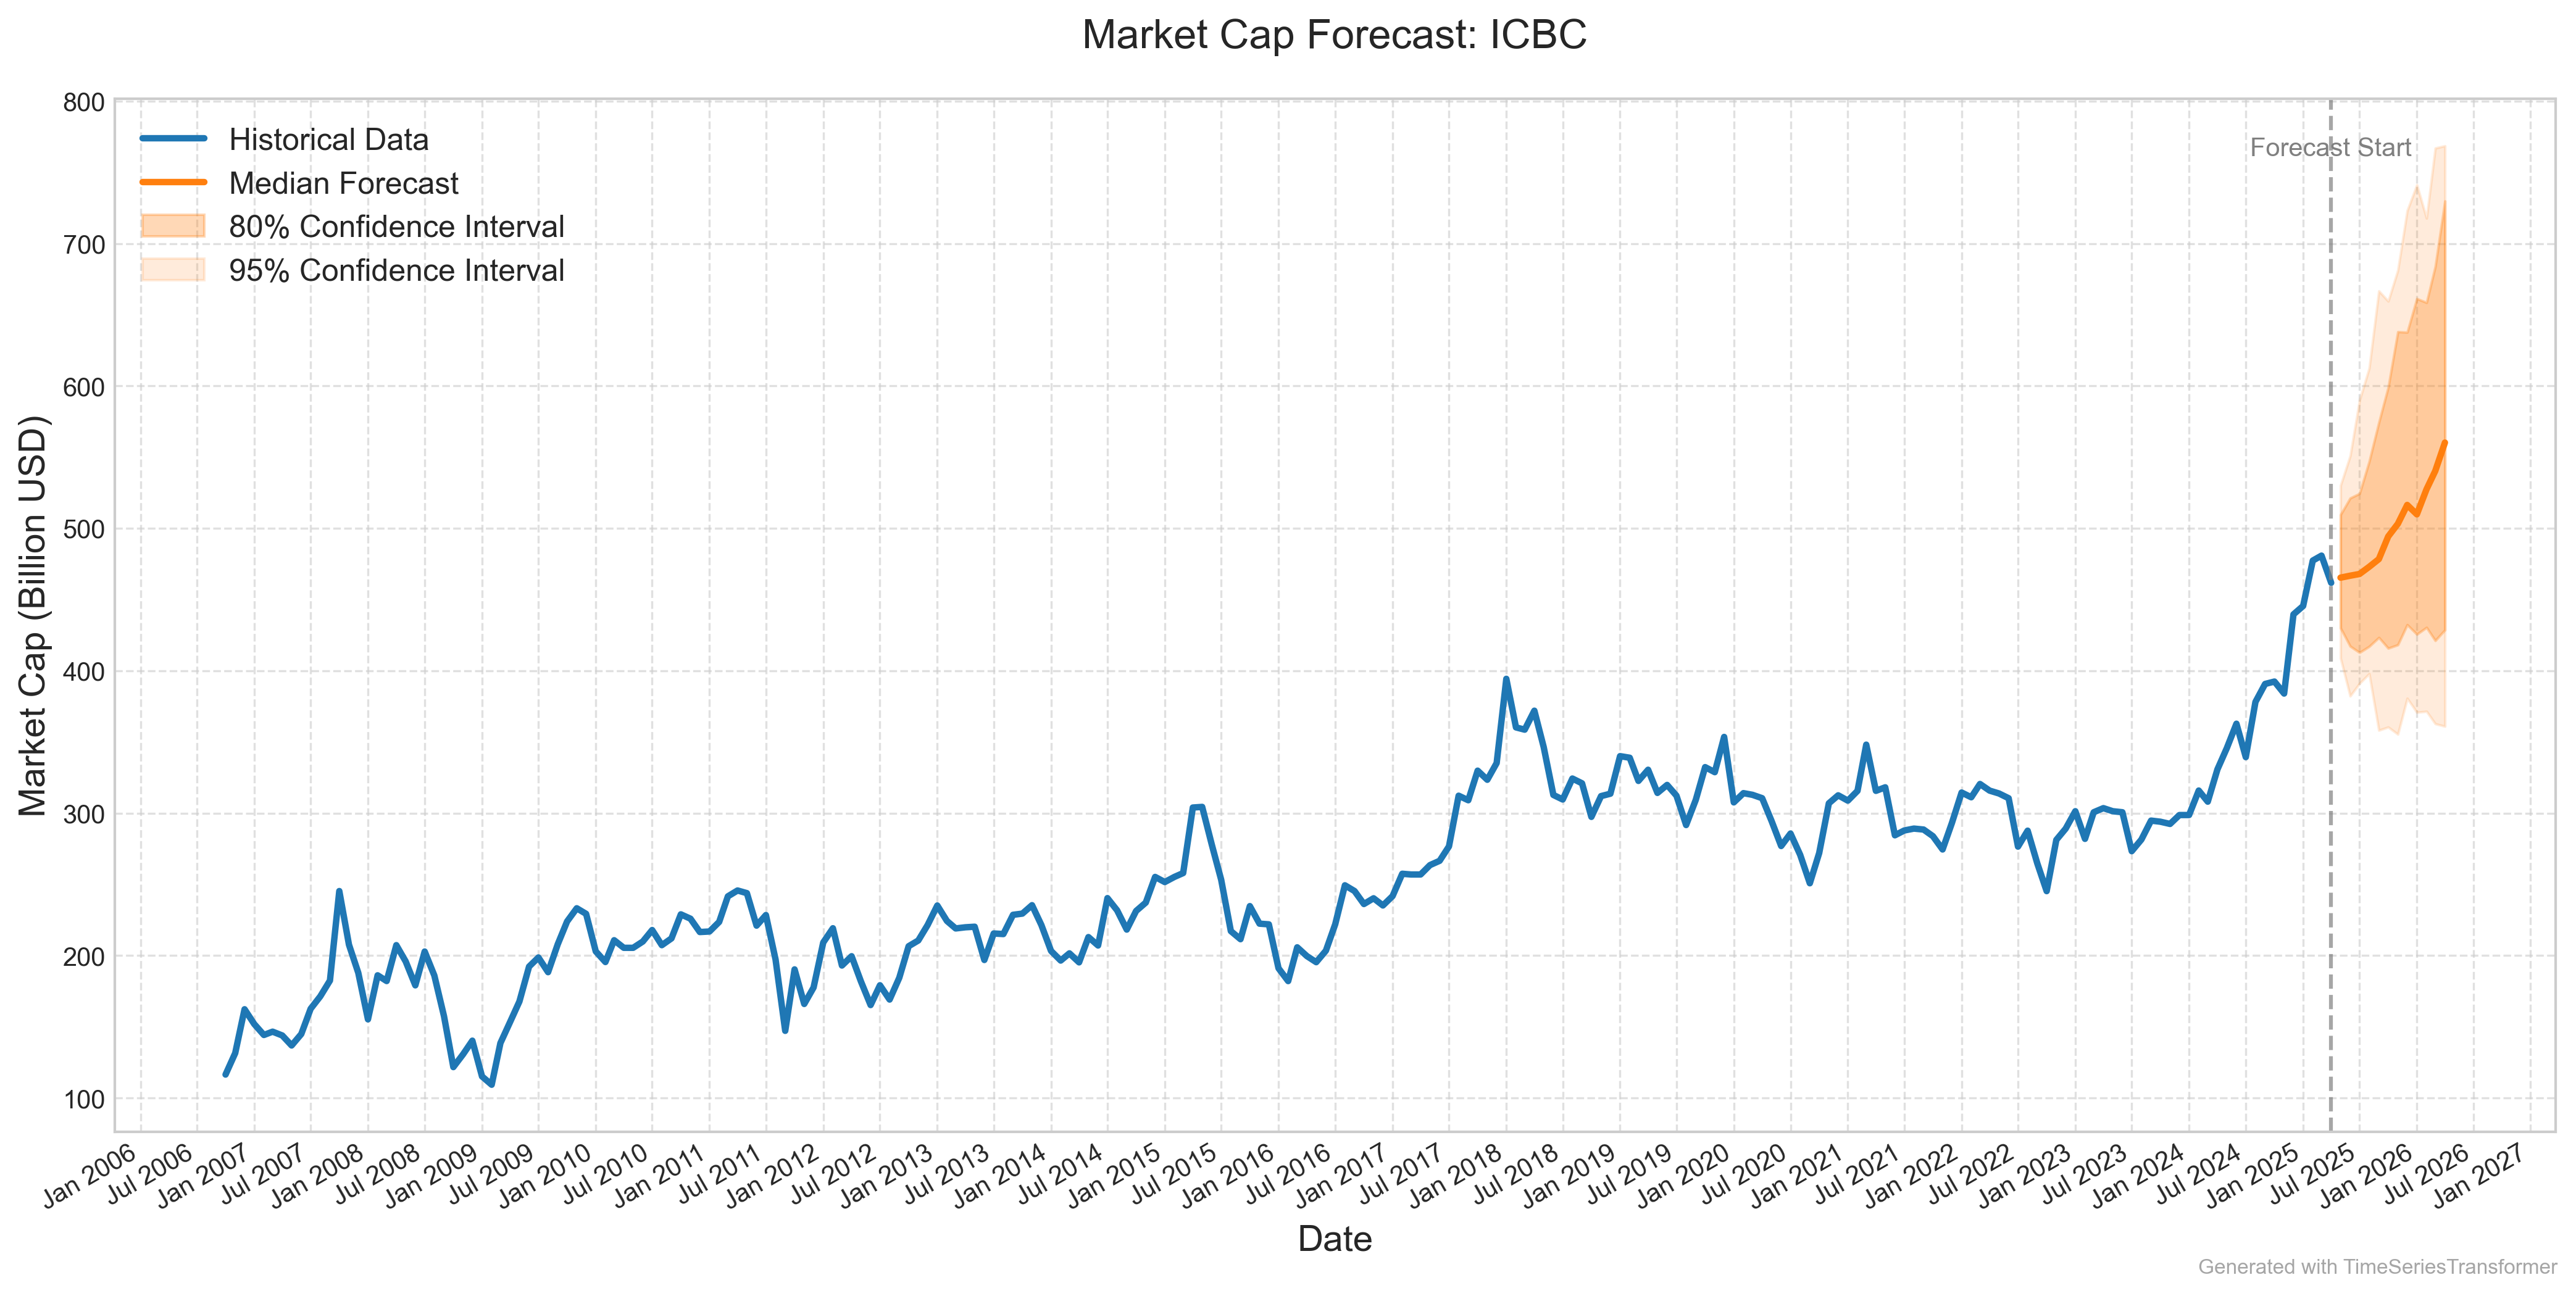 Market Cap Forecast: ICBC
Historical Data
Median Forecast
80% Confidence Interval
95% Confidence Interval
Forecast Start
Market Cap (Billion USD)
800
700
600
500
400
300
200
100
Jan 2006
Jul 2006
Jan 2007
Jul 2007
Jan 2008
Jul 2008
Jan 2009
Jul 2009
Jan 2010
Jul 2010
Jan 2011
Jul 2011
Jan 2012
Jul 2012
Jan 2013
Jul 2013
Jan 2014
Jul 2014
Jan 2015
Jul 2015
Jan 2016
Jul 2016
Jan 2017
Jul 2017
Jan 2018
Jul 2018
Jan 2019
Jul 2019
Jan 2020
Jul 2020
Jan 2021
Jul 2021
Jan 2022
Jul 2022
Jan 2023
Jul 2023
Jan 2024
Jul 2024
Jan 2025
Jul 2025
Jan 2026
Jul 2026
Jan 2027
Date
Generated with TimeSeriesTransformer